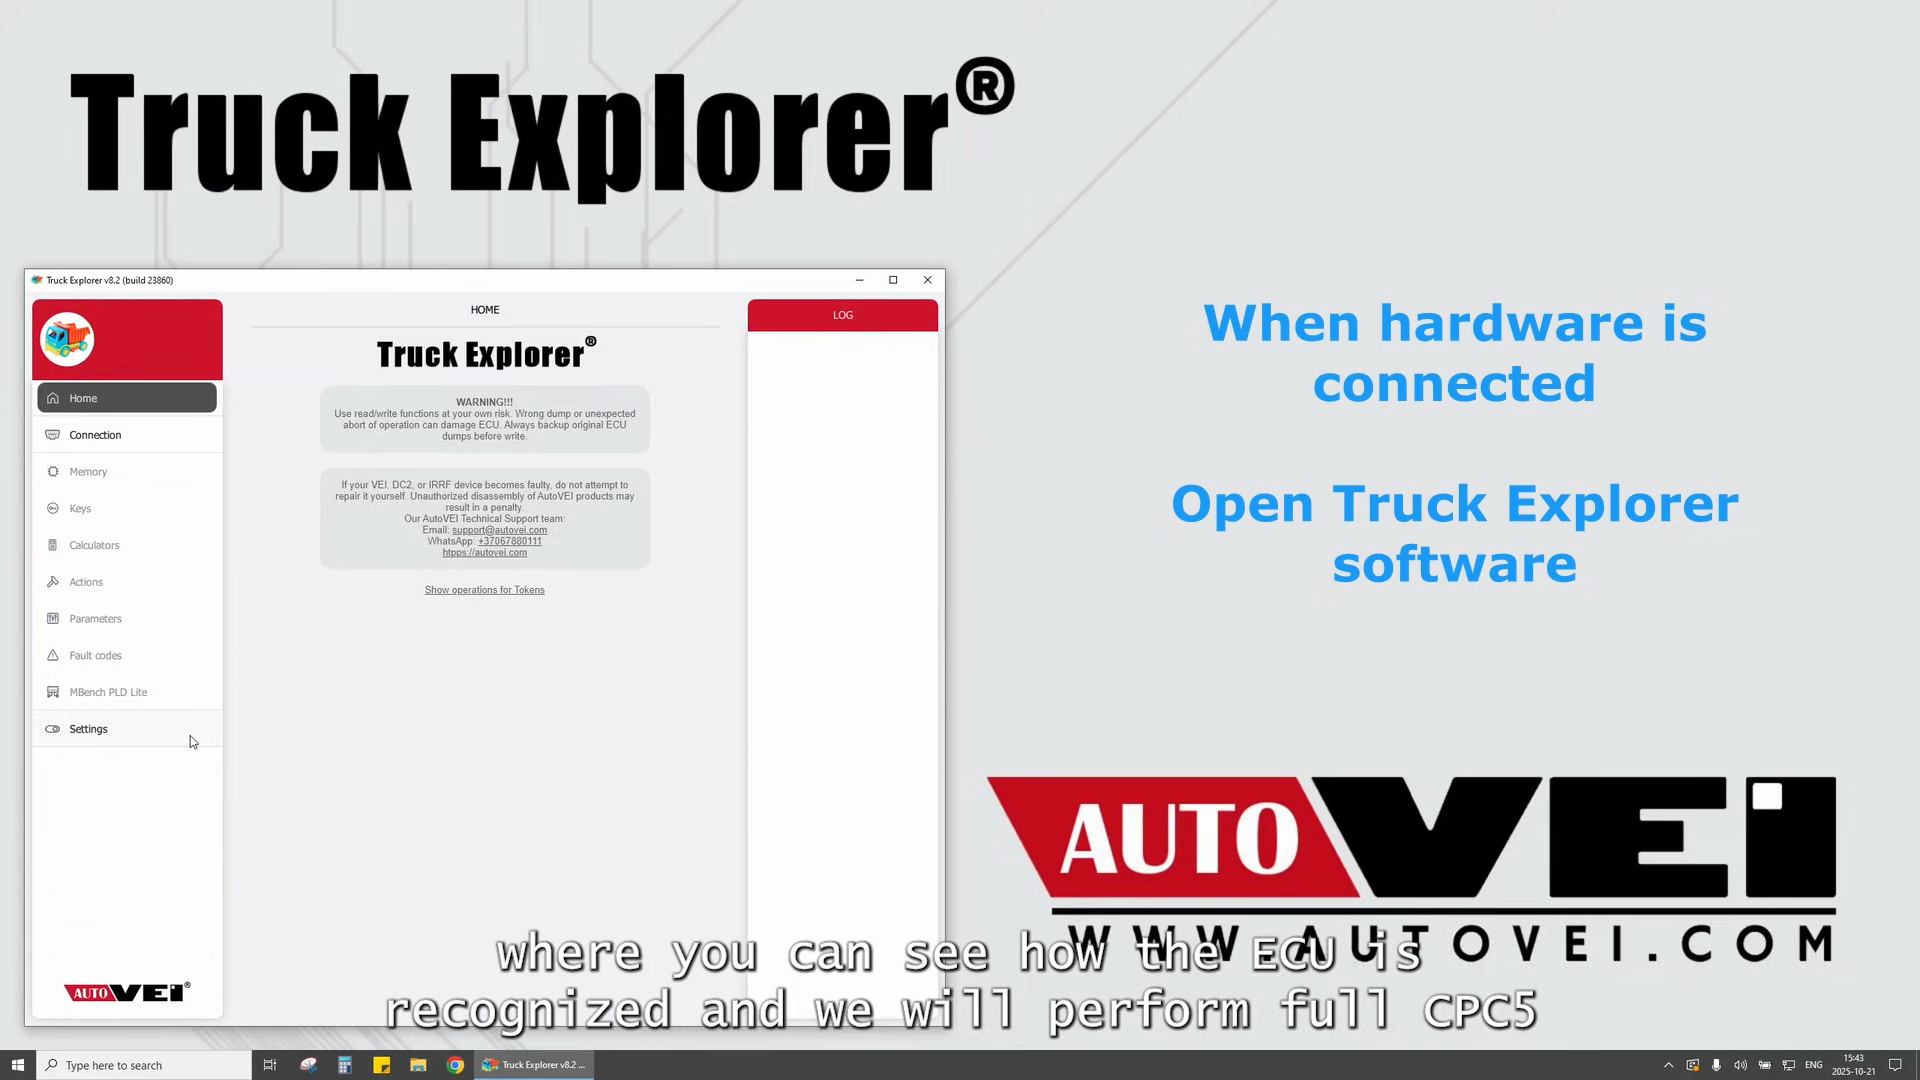 Truck Explorer®
Truck Explorer v8.2 (build 23860)
HOME
LOG
Truck Explorer®
Home
Connection
Memory
Keys
Calculators
Actions
Parameters
Fault codes
MBench PLD Lite
Settings
WARNING!!!
Use read/write functions at your own risk. Wrong dump or unexpected
abort of operation can damage ECU. Always backup original ECU
dumps before write.
If your VEI, DC2, or IRRF device becomes faulty, do not attempt to
repair it yourself. Unauthorized disassembly of AutoVEI products may
result in a penalty.
Our AutoVEI Technical Support team:
Email: support@autovei.com
WhatsApp: +37067880111
htpps://autovei.com
Show operations for Tokens
AUTOVEI®
When hardware is
connected
Open Truck Explorer
software
AUTOVEI
WWW.AUTOVEI.COM
where you can see how the ECU is
recognized and we will perform full CPC5
Type here to search
Truck Explorer v8.2 ...
ENG
15:43
2025-10-21